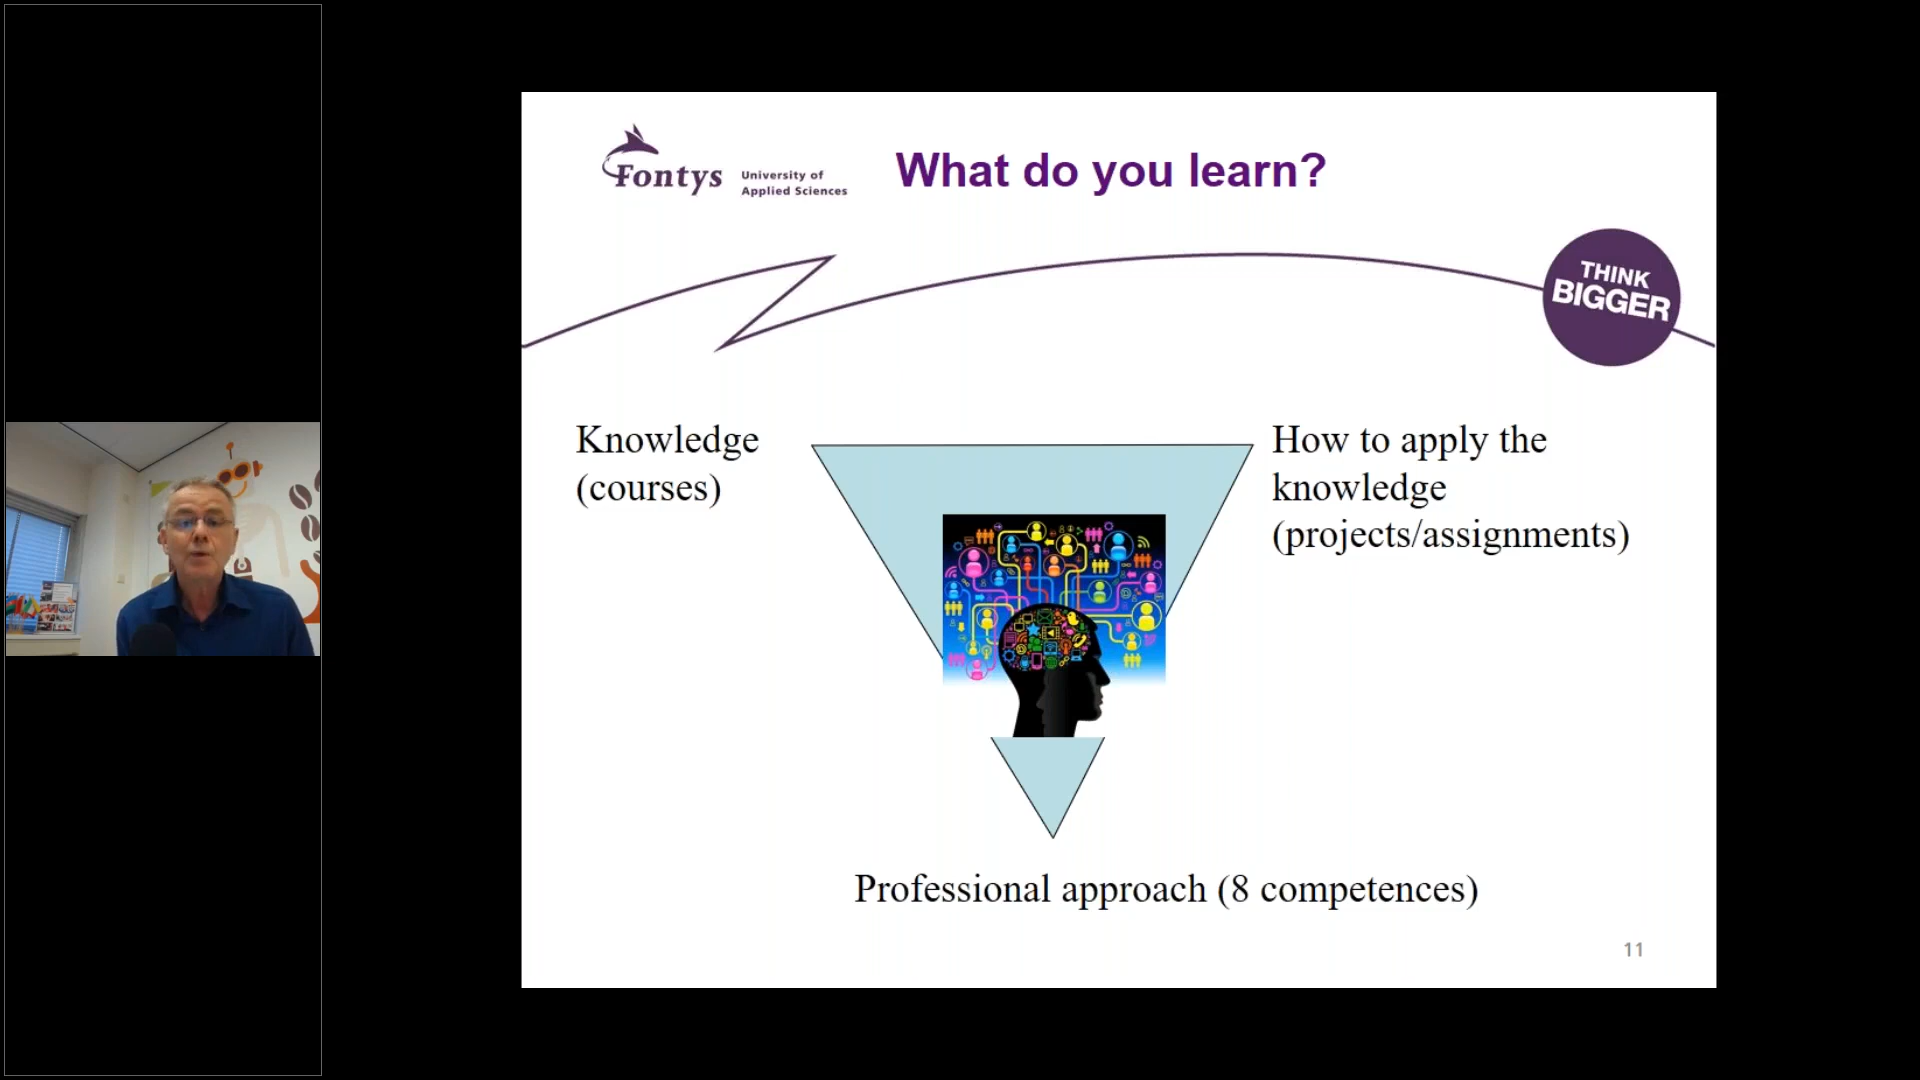 Fontys
University of
Applied Sciences
What do you learn?
THINK
BIGGER
Knowledge
(courses)
How to apply the
knowledge
(projects/assignments)
Professional approach (8 competences)
11